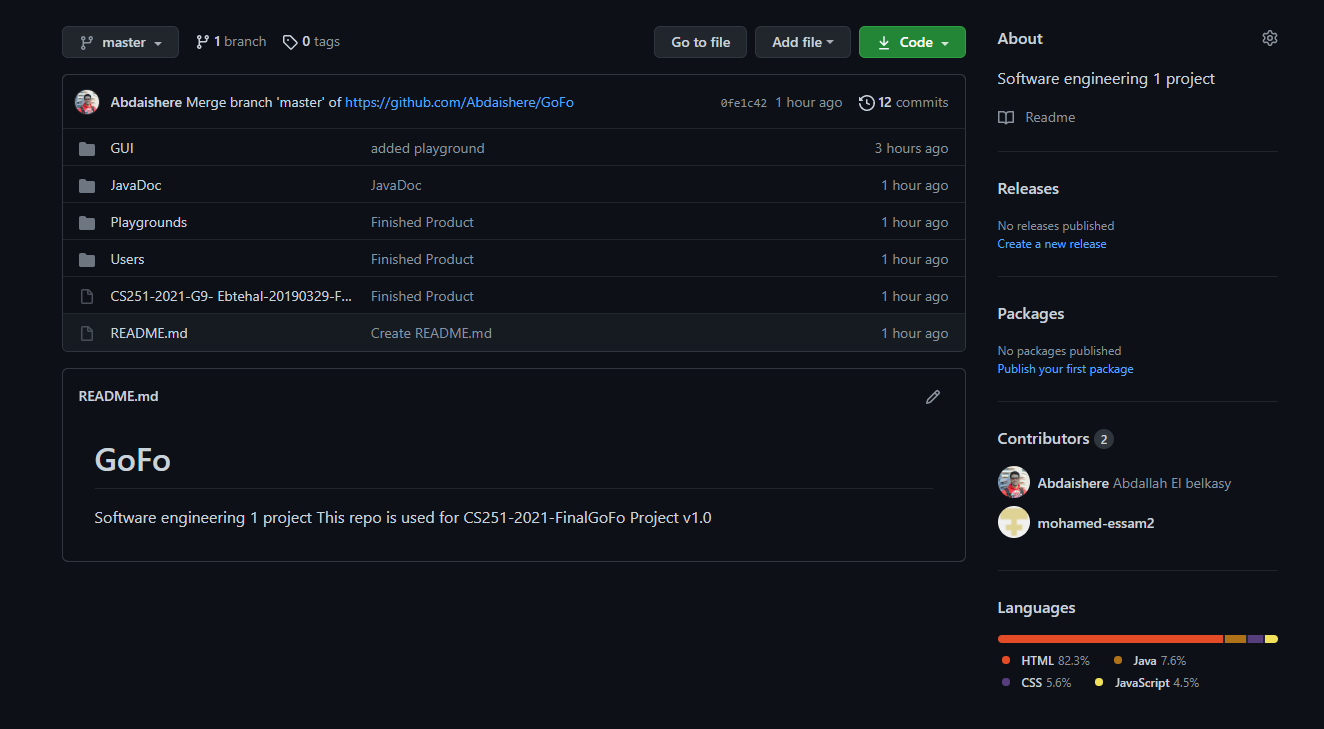 master 1 branch 0 tags Go to file Add file Code
Abdaishere Merge branch 'master' of https://github.com/Abdaishere/GoFo 0fe1c42 1 hour ago 12 commits
GUI added playground 3 hours ago
JavaDoc JavaDoc 1 hour ago
Playgrounds Finished Product 1 hour ago
Users Finished Product 1 hour ago
CS251-2021-G9- Ebtehal-20190329-F... Finished Product 1 hour ago
README.md Create README.md 1 hour ago
README.md
GoFo
Software engineering 1 project This repo is used for CS251-2021-FinalGoFo Project v1.0
About
Software engineering 1 project
Readme
Releases
No releases published
Create a new release
Packages
No packages published
Publish your first package
Contributors 2
Abdaishere Abdallah El belkasy
mohamed-essam2
Languages
HTML 82.3% Java 7.6%
CSS 5.6% JavaScript 4.5%